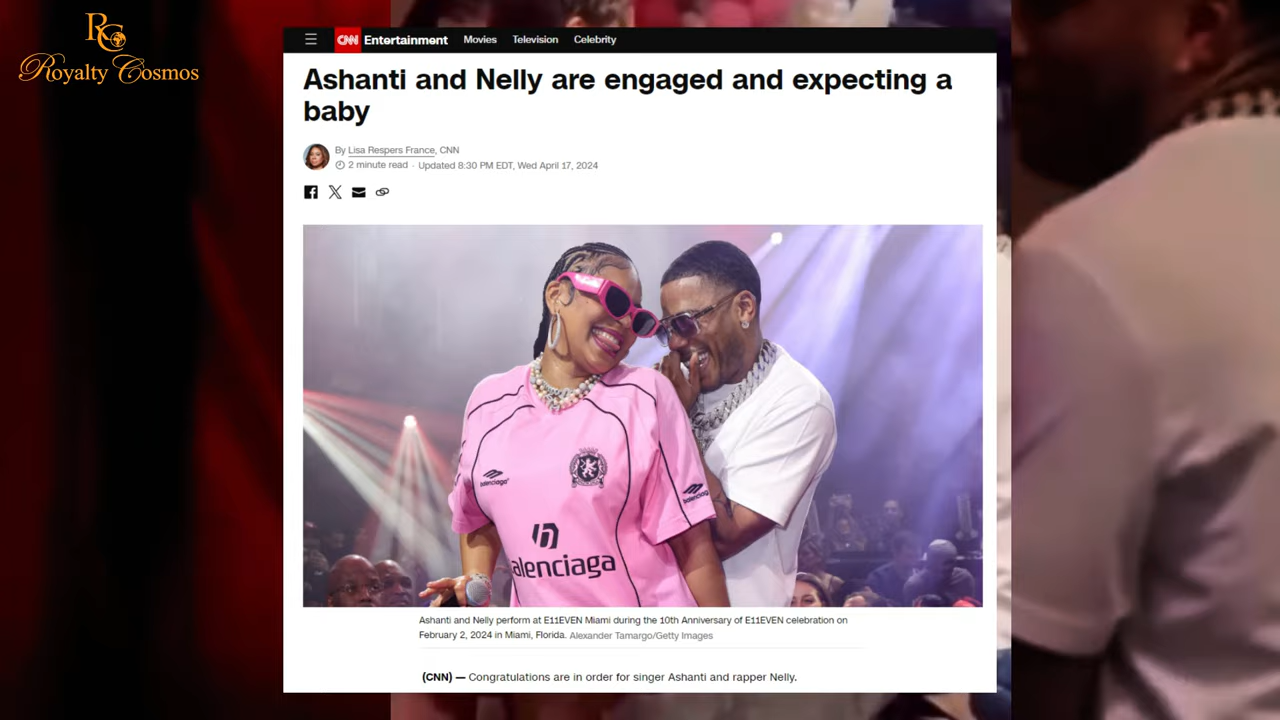 RC
Royalty Cosmos
CNN Entertainment Movies Television Celebrity
Ashanti and Nelly are engaged and expecting a
baby
By Lisa Respers France, CNN
2 minute read · Updated 8:30 PM EDT, Wed April 17, 2024
balenciaga
balenciaga
alenciaga
Ashanti and Nelly perform at E11EVEN Miami during the 10th Anniversary of E11EVEN celebration on
February 2, 2024 in Miami, Florida. Alexander Tamargo/Getty Images
(CNN) — Congratulations are in order for singer Ashanti and rapper Nelly.